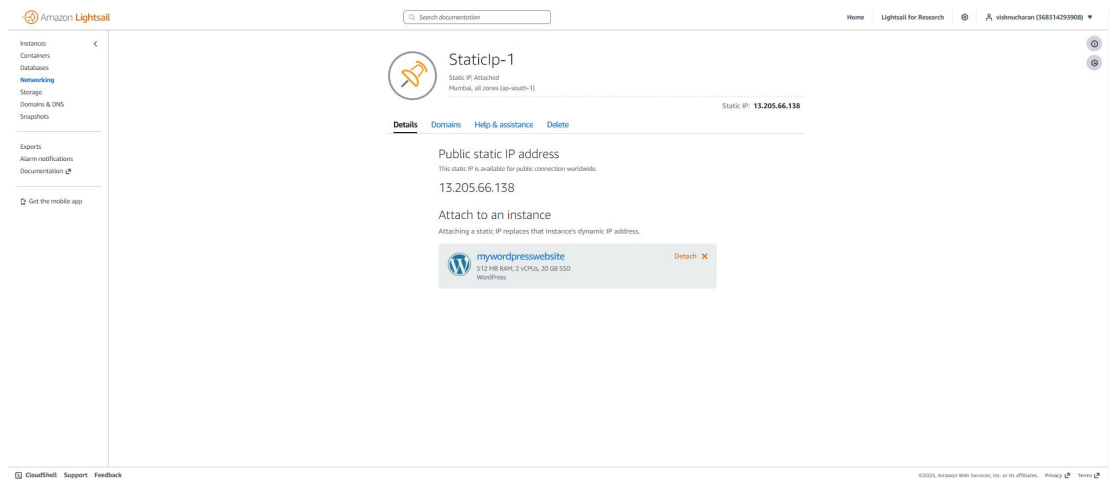 Amazon Lightsail
Search documentation
Home
Lightsail for Research
vishnucharan (368314293908)
Instances
Containers
Databases
Networking
Storage
Domains & DNS
Snapshots
Exports
Alarm notifications
Documentation
Get the mobile app
StaticIp-1
Static IP, Attached
Mumbai, all zones (ap-south-1)
Static IP: 13.205.66.138
Details Domains Help & assistance Delete
Public static IP address
This static IP is available for public connection worldwide.
13.205.66.138
Attach to an instance
Attaching a static IP replaces that instance's dynamic IP address.
mywordpresswebsite
Detach
512 MB RAM, 2 vCPUs, 20 GB SSD
WordPress
CloudShell Support Feedback
©2025, Amazon Web Services, Inc. or its affiliates. Privacy Terms